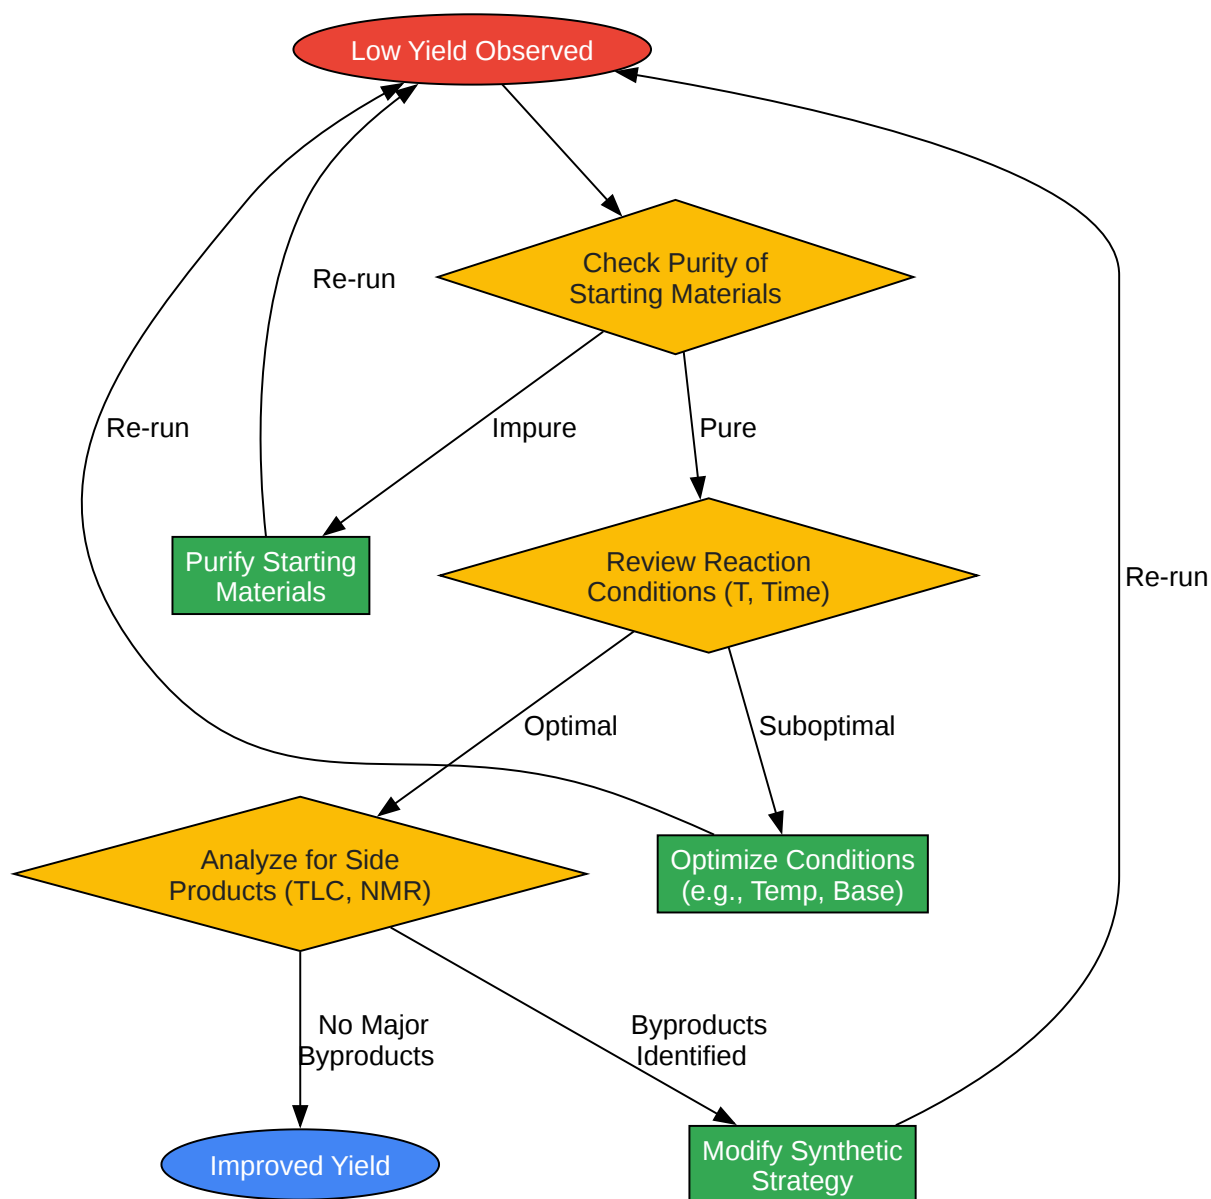 Low Yield Observed
Check Purity of
Starting Materials
Re-run
Re-run
Impure
Pure
Purify Starting
Materials
Review Reaction
Conditions (T, Time)
Re-run
Optimal
Suboptimal
Analyze for Side
Products (TLC, NMR)
Optimize Conditions
(e.g., Temp, Base)
No Major
Byproducts
Byproducts
Identified
Improved Yield
Modify Synthetic
Strategy